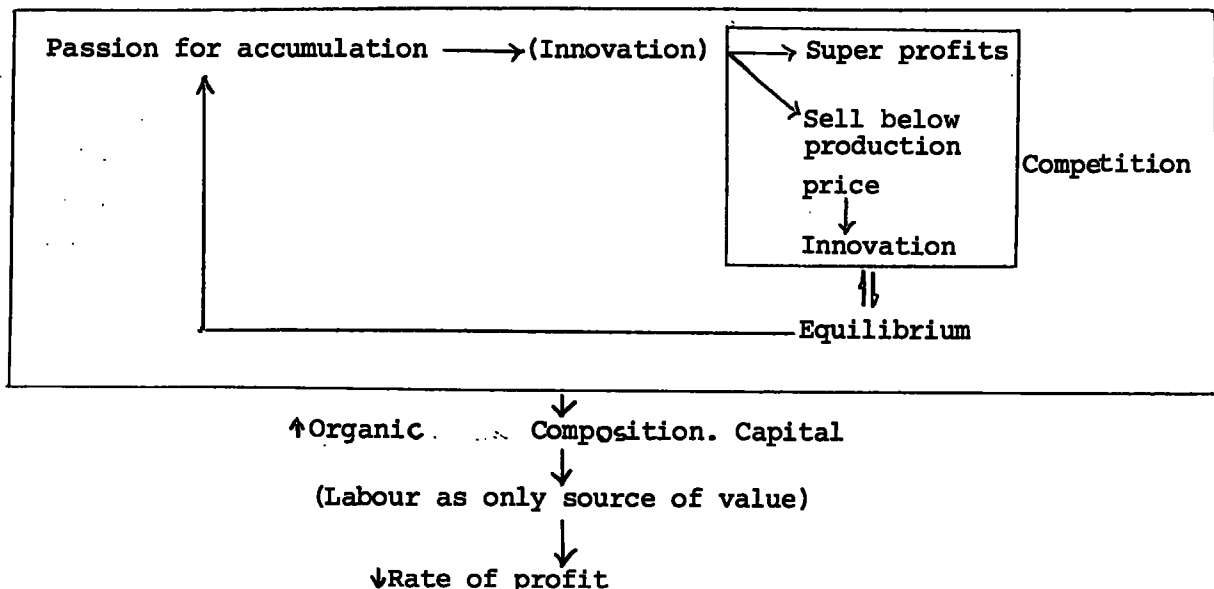 Passion for accumulation (Innovation) Super profits
Sell below
production
Competition
price
Innovation
Equilibrium
Organic Composition. Capital
(Labour as only source of value)
Rate of profit